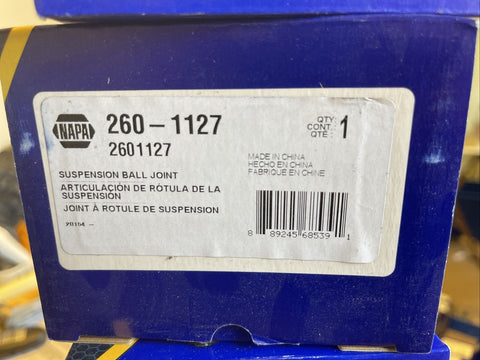 NAPA
260-1127
2601127
QTY:
CONT.:
QTÉ:
1
SUSPENSION BALL JOINT
ARTICULACIÓN DE RÓTULA DE LA
SUSPENSIÓN
JOINT À ROTULE DE SUSPENSION
MADE IN CHINA
HECHO EN CHINA
FABRIQUÉ EN CHINE
8 89245 68539 1